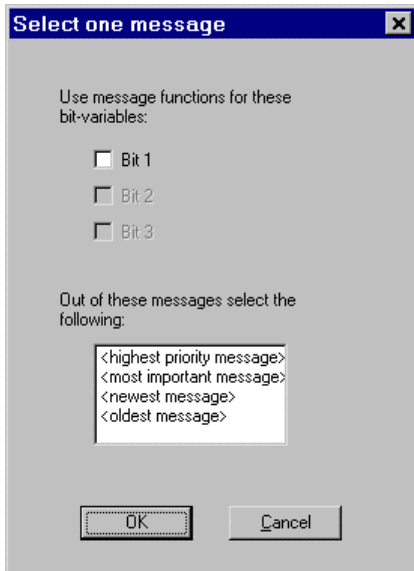 Select one message
Use message functions for these
bit-variables:
Bit 1
Bit 2
Bit 3
Out of these messages select the
following:
<highest priority message>
<most important message>
<newest message>
<oldest message>
OK
Cancel